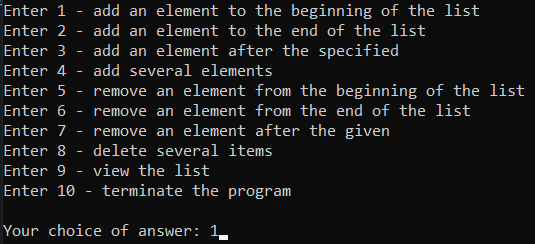 Enter 1 - add an element to the beginning of the list
Enter 2 - add an element to the end of the list
Enter 3 - add an element after the specified
Enter 4 - add several elements
Enter 5 - remove an element from the beginning of the list
Enter 6 - remove an element from the end of the list
Enter 7 - remove an element after the given
Enter 8 - delete several items
Enter 9 - view the list
Enter 10 - terminate the program
Your choice of answer: 1